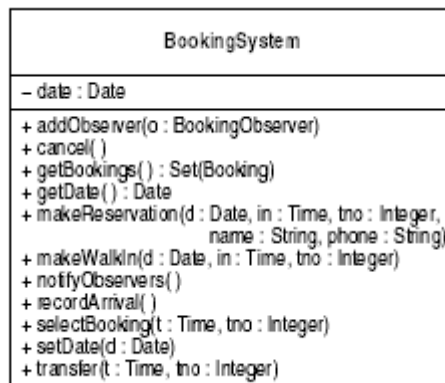 BookingSystem
– date : Date
+ addObserver(o : BookingObserver)
+ cancel( )
+ getBookings( ) : Set(Booking)
+ getDate( ) : Date
+ makeReservation(d : Date, in : Time, tno : Integer,
name : String, phone : String)
+ makeWalkIn(d : Date, in : Time, tno : Integer)
+ notifyObservers( )
+ recordArrival( )
+ selectBooking(t : Time, tno : Integer)
+ setDate(d : Date)
+ transfer(t : Time, tno : Integer)